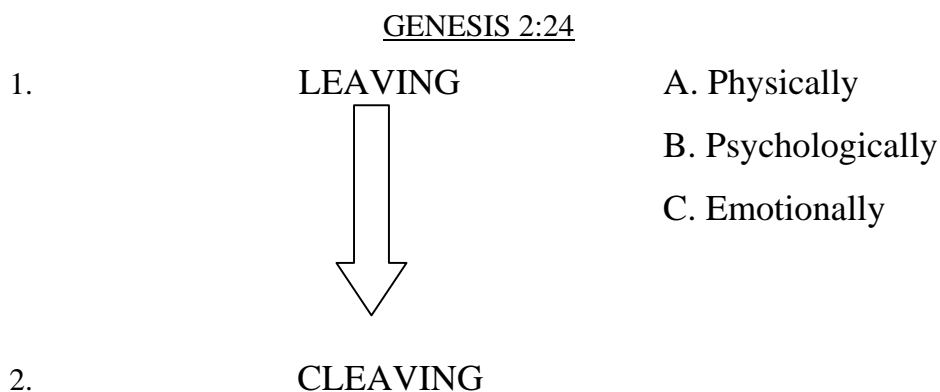 GENESIS 2:24
1. LEAVING A. Physically
B. Psychologically
C. Emotionally
2. CLEAVING